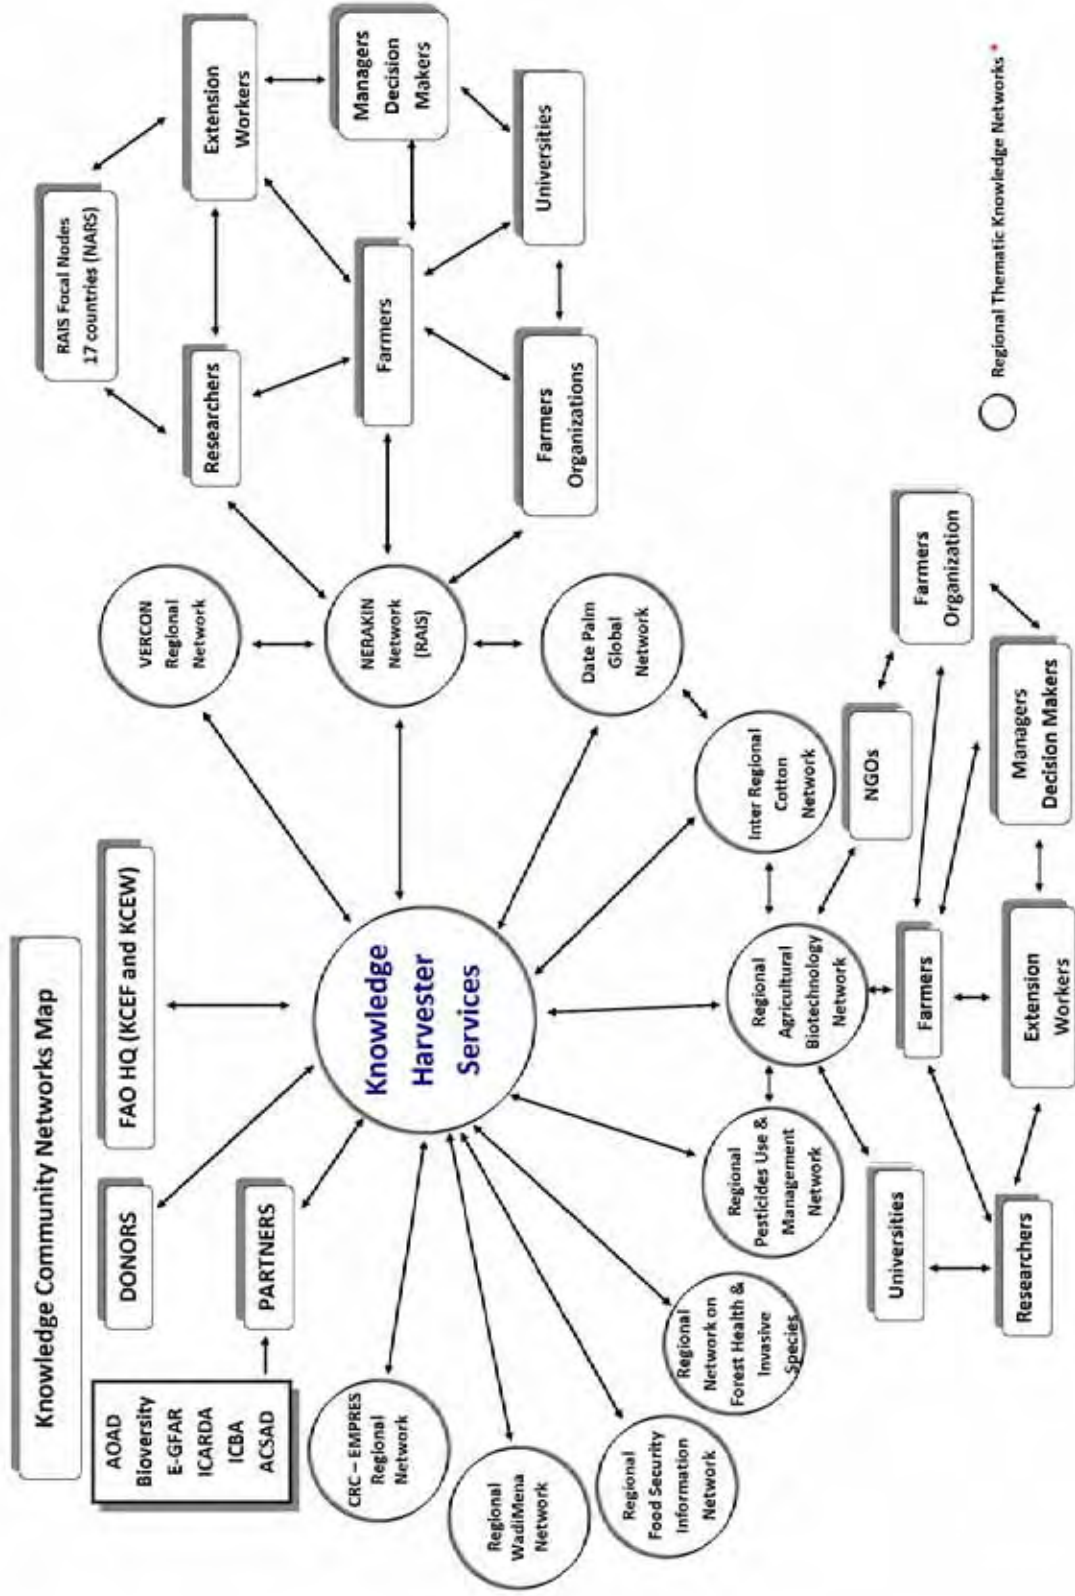 Knowledge Community Networks Map
AOAD
Bioversity
E-GFAR
ICARDA
ICBA
ACSAD
DONORS
FAO HQ (KCEF and KCEW)
PARTNERS
Knowledge
Harvester
Services
VERCON
Regional
Network
NERAKIN
Network
(RAIS)
Date Palm
Global
Network
Inter Regional
Cotton
Network
Regional
Agricultural
Biotechnology
Network
Regional
Pesticides Use &
Management
Network
Regional
Network on
Forest Health &
Invasive
Species
Regional
Food Security
Information
Network
Regional
WadiMena
Network
CRC – EMPRES
Regional
Network
RAIS Focal Nodes
17 countries (NARS)
Researchers
Extension
Workers
Farmers
Managers
Decision
Makers
Farmers
Organizations
Universities
NGOs
Farmers
Organization
Universities
Farmers
Managers
Decision Makers
Researchers
Extension
Workers
Regional Thematic Knowledge Networks *